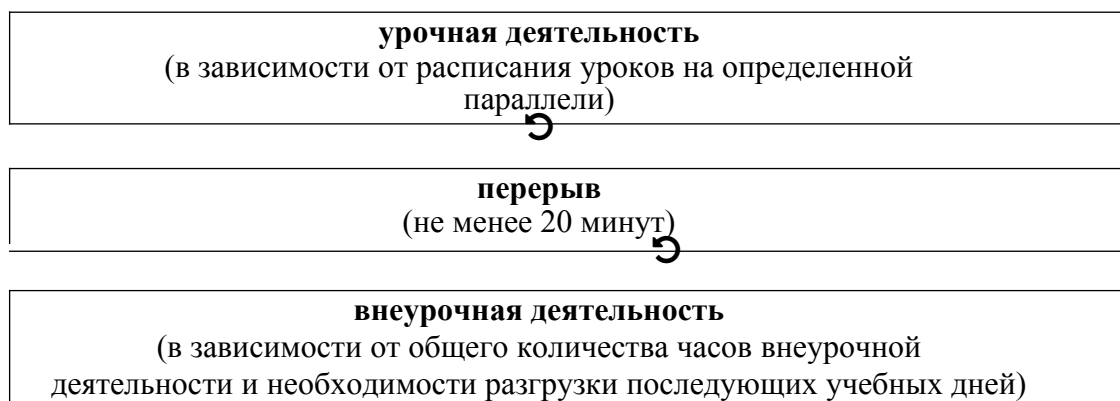 урочная деятельность
(в зависимости от расписания уроков на определенной
параллели)
перерыв
(не менее 20 минут)
внеурочная деятельность
(в зависимости от общего количества часов внеурочной
деятельности и необходимости разгрузки последующих учебных дней)